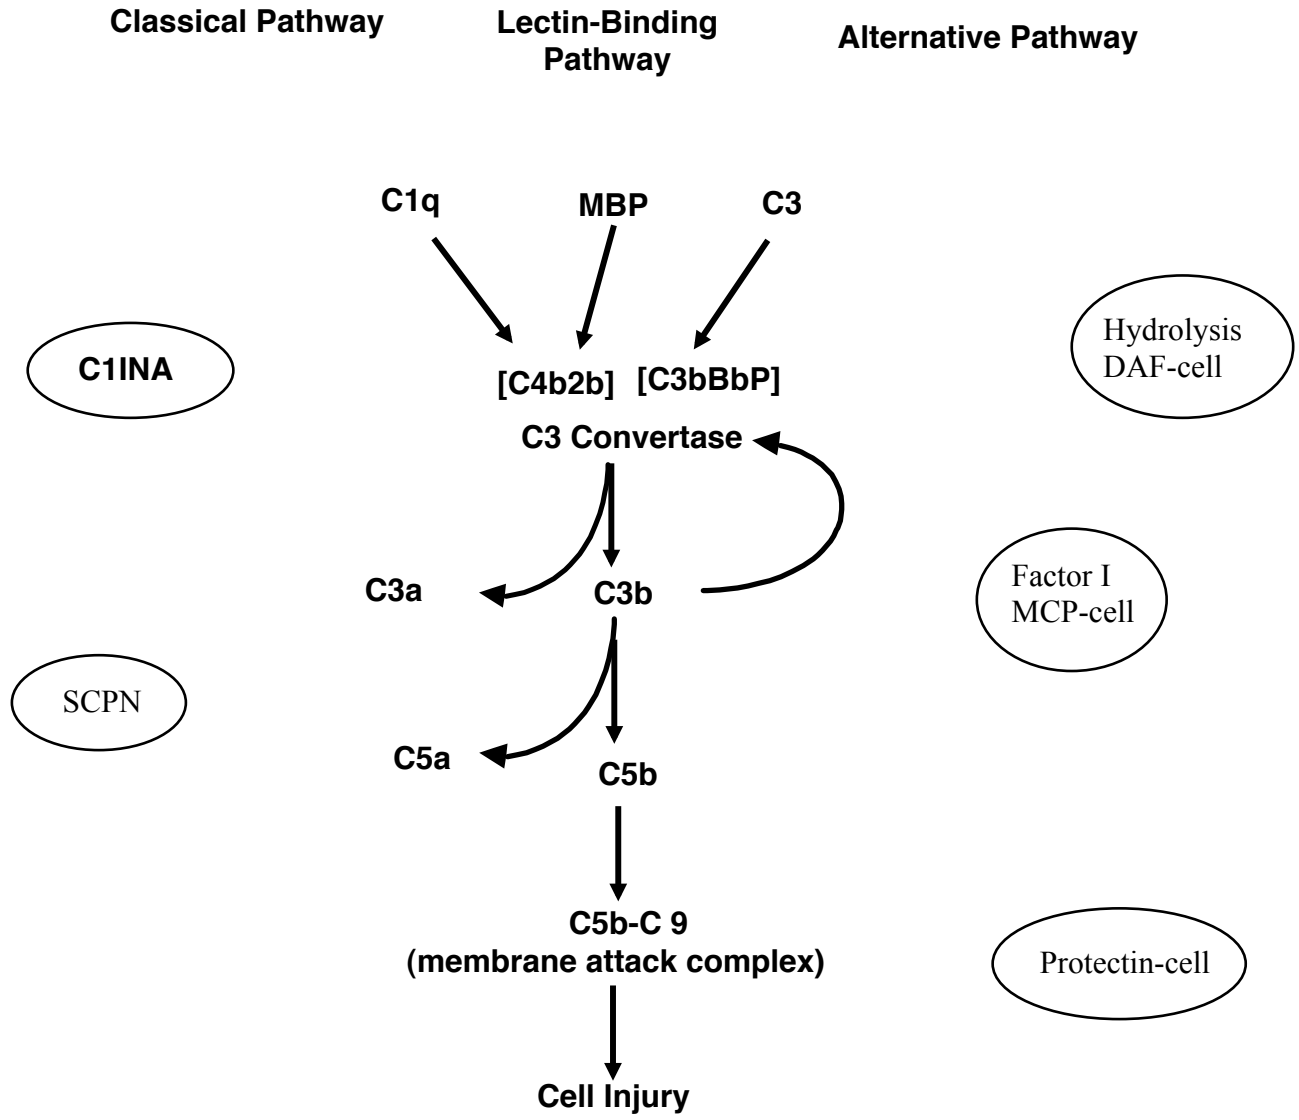 Classical Pathway
Lectin-Binding
Pathway
Alternative Pathway
C1q
MBP
C3
C1INA
Hydrolysis
DAF-cell
[C4b2b]
[C3bBbP]
C3 Convertase
C3a
C3b
Factor I
MCP-cell
SCPN
C5a
C5b
C5b-C 9
(membrane attack complex)
Protectin-cell
Cell Injury